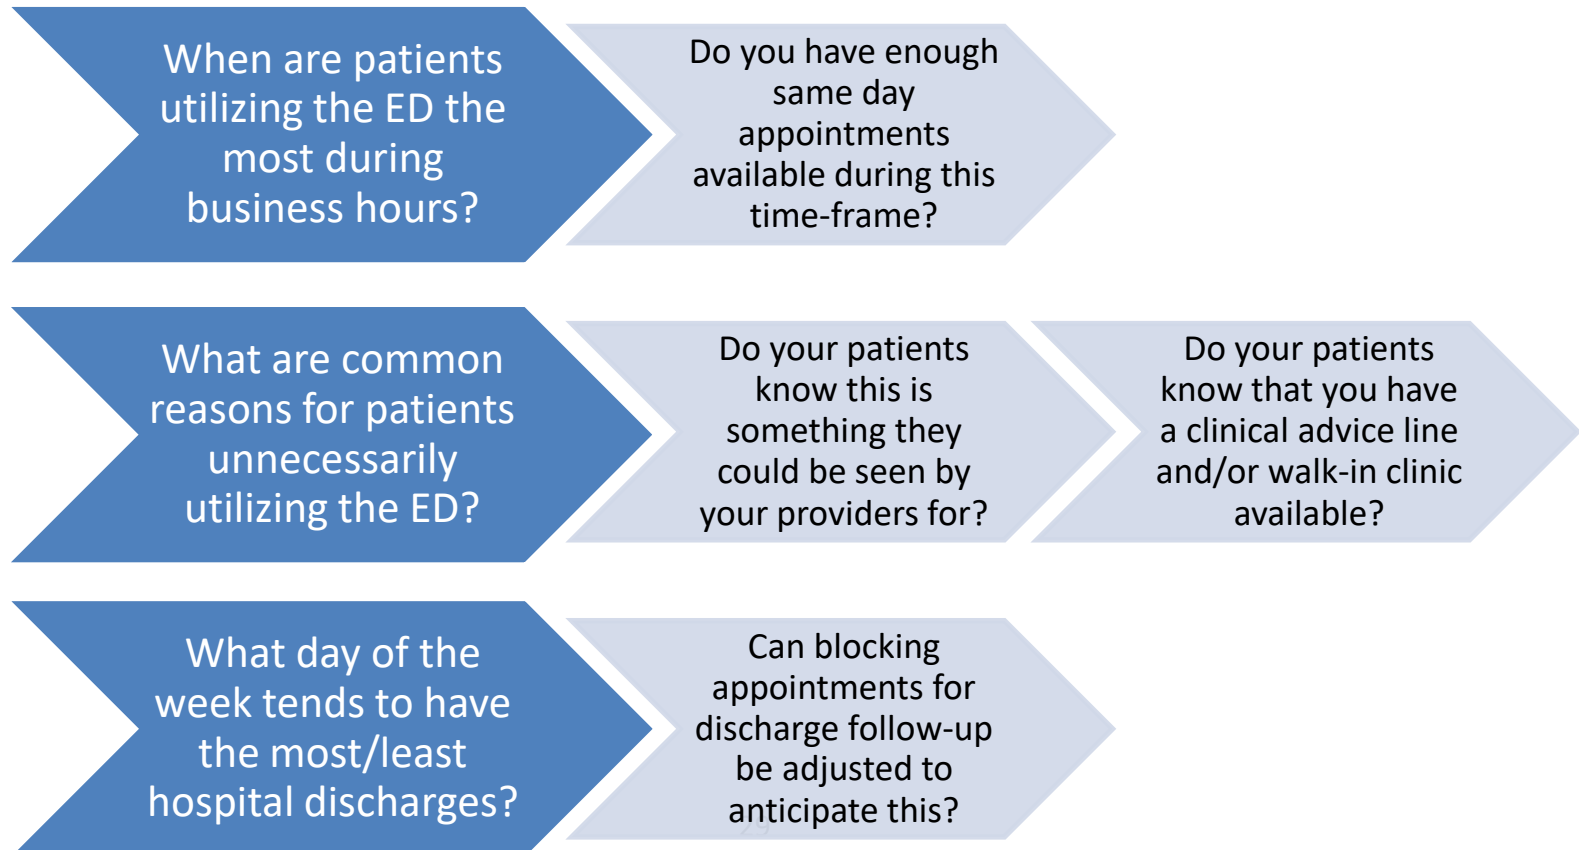 When are patients
utilizing the ED the
most during
business hours?
Do you have enough
same day
appointments
available during this
time-frame?
What are common
reasons for patients
unnecessarily
utilizing the ED?
Do your patients
know this is
something they
could be seen by
your providers for?
Do your patients
know that you have
a clinical advice line
and/or walk-in clinic
available?
What day of the
week tends to have
the most/least
hospital discharges?
Can blocking
appointments for
discharge follow-up
be adjusted to
anticipate this?
29